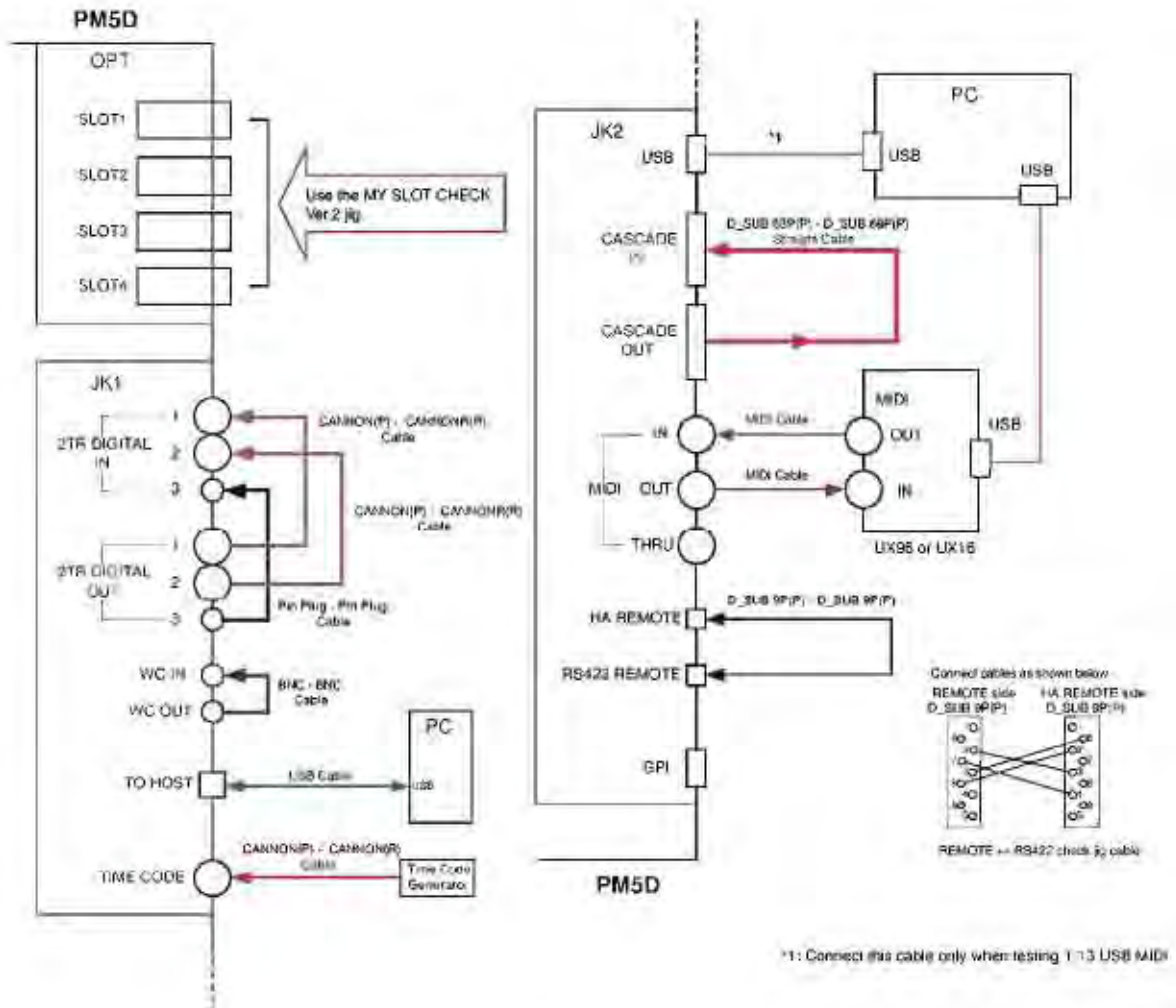 PM5D
OPT
SLOT1
SLOT2
SLOT3
SLOT4
Use the MY SLOT CHECK
Ver.2 jig.
JK1
2TR DIGITAL
IN
1
2
3
CANNON(P) - CANNON
Cable
CANNON(P) - CANNON
Cable
2TR DIGITAL
OUT
1
2
3
Pin Plug - Pin Plug
Cable
WC IN
WC OUT
BNC - BNC
Cable
TO HOST
USB Cable
PC
USB
TIME CODE
CANNON(P) - CANNON(R)
Cable
Time Code
Generator
JK2
USB
*1
PC
USB
USB
CASCADE
IN
D_SUB 68P(P) - D_SUB 68P(P)
Straight Cable
CASCADE
OUT
MIDI
IN
OUT
THRU
MIDI Cable
MIDI Cable
MIDI
OUT
IN
USB
UX96 or UX16
HA REMOTE
D_SUB 9P(P) - D_SUB 9P(P)
RS422 REMOTE
GPI
PM5D
Connect cables as shown below
REMOTE side
D_SUB 9P(P)
HA REMOTE side
D_SUB 9P(P)
REMOTE RS422 check jig cable
*1: Connect this cable only when testing 1-13 USB MIDI